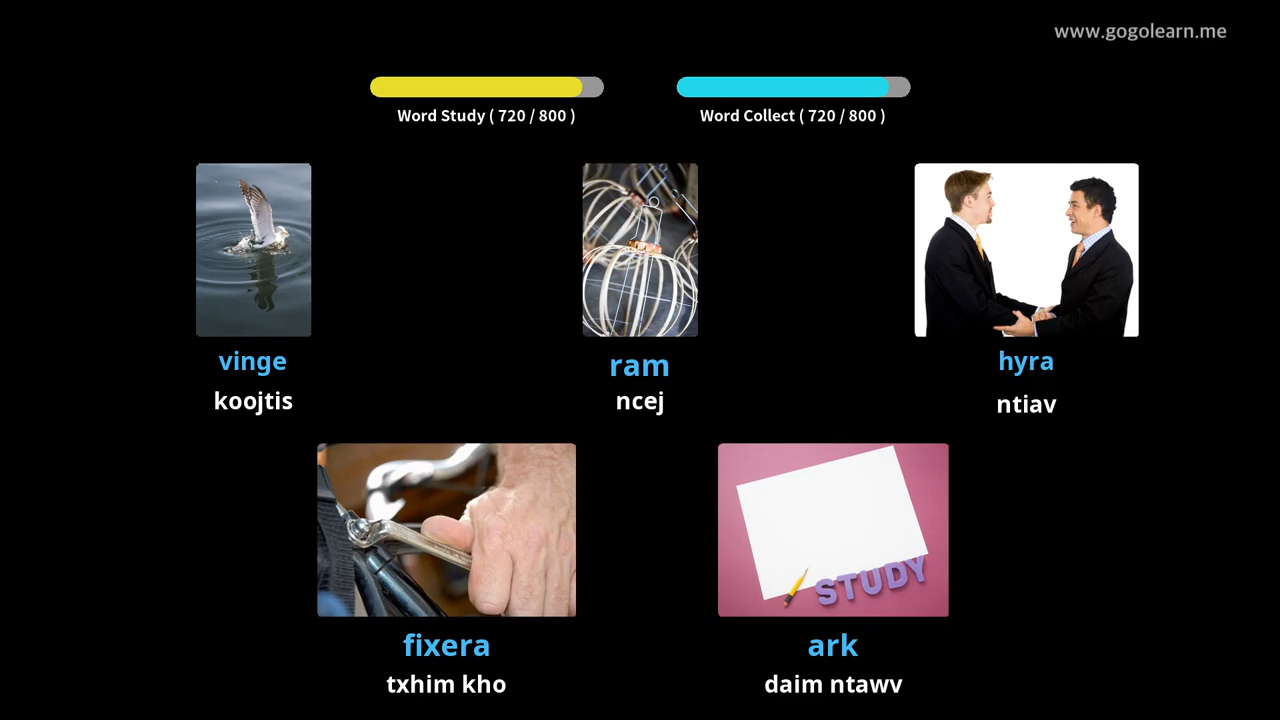 www.gogolearn.me
Word Study ( 720 / 800 )
Word Collect ( 720 / 800 )
vinge
ram
hyra
koojtis
ncej
ntiav
STUDY
fixera
ark
txhim kho
daim ntawv